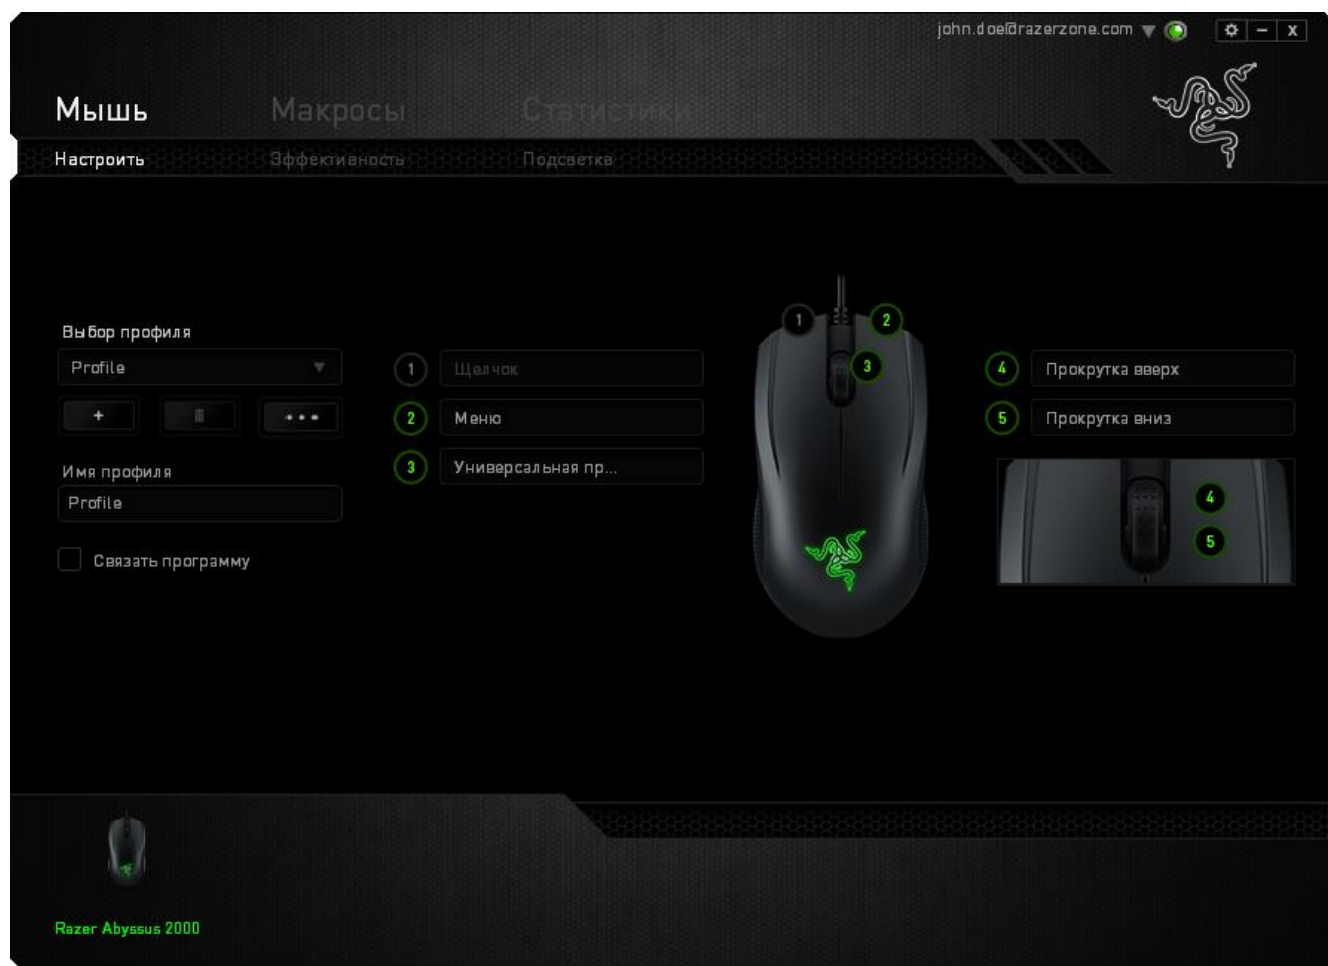 john.doe@razerzone.com
x
Мышь
Макросы
Статистики
Настроить
Эффективность
Подсветка
Выбор профиля
Profile
+
Имя профиля
Profile
Связать программу
1 Щелчок
2 Меню
3 Универсальная пр...
1
2
3
4 Прокрутка вверх
5 Прокрутка вниз
4
5
Razer Abyssus 2000